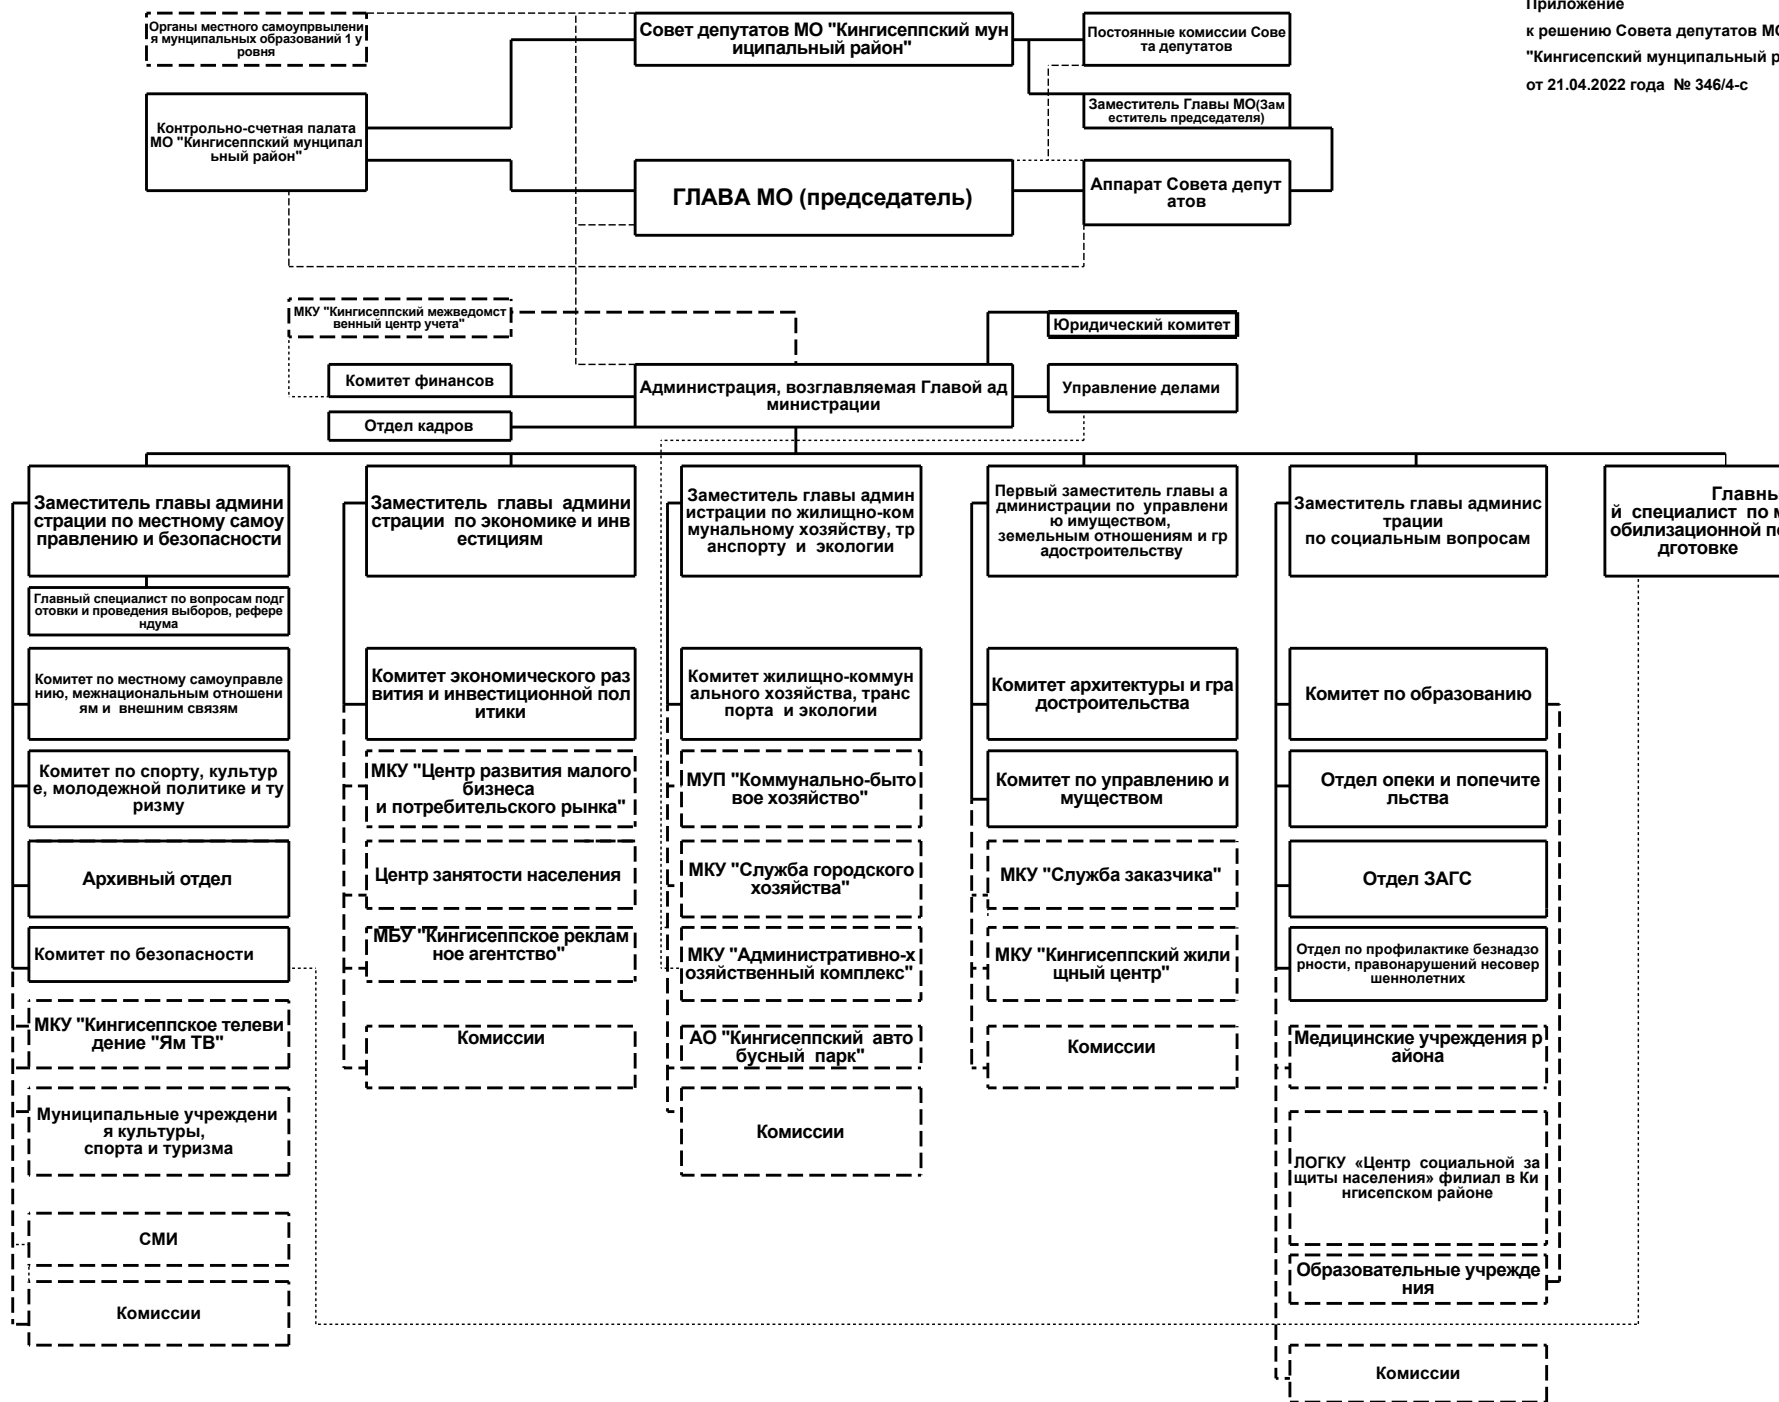 Приложение
к решению Совета депутатов МО
"Кингисепский мунципальный р
от 21.04.2022 года № 346/4-с
Органы местного самоупрвылени
я мунципальных образований 1 у
ровня
Совет депутатов МО "Кингисеппский мун
иципальный район"
Постоянные комиссии Сове
та депутатов
Контрольно-счетная палата
МО "Кингисеппский мунципал
ьный район"
Заместитель Главы МО(Зам
еститель председателя)
ГЛАВА МО (председатель)
Аппарат Совета депут
атов
МКУ "Кингисеппский межведомст
венный центр учета"
Юридический комитет
Комитет финансов
Администрация, возглавляемая Главой ад
министрации
Управление делами
Отдел кадров
Заместитель главы админи
страции по местному самоу
правлению и безопасности
Заместитель главы админи
страции по экономике и инв
естициям
Заместитель главы админ
истрации по жилищно-ком
мунальному хозяйству, тр
анспорту и экологии
Первый заместитель главы а
дминистрации по управлени
ю имуществом,
земельным отношениям и гр
адостроительству
Заместитель главы админис
трации
по социальным вопросам
Главны
й специалист по м
обилизационной по
дготовке
Главный специалист по вопросам подг
отовки и проведения выборов, рефере
ндума
Комитет по местному самоуправле
нию, межнациональным отношени
ям и внешним связям
Комитет экономического раз
вития и инвестиционной пол
итики
Комитет жилищно-коммун
ального хозяйства, транс
порта и экологии
Комитет архитектуры и гра
достроительства
Комитет по образованию
Комитет по спорту, культур
е, молодежной политике и ту
ризму
МКУ "Центр развития малого
бизнеса
и потребительского рынка"
МУП "Коммунально-быто
вое хозяйство"
Комитет по управлению и
муществом
Отдел опеки и попечите
льства
Архивный отдел
Центр занятости населения
МКУ "Служба городского
хозяйства"
МКУ "Служба заказчика"
Отдел ЗАГС
Комитет по безопасности
МБУ "Кингисеппское реклам
ное агентство"
МКУ "Административно-х
озяйственный комплекс"
МКУ "Кингисеппский жили
щный центр"
Отдел по профилактике безнадзо
рности, правонарушений несовер
шеннолетних
МКУ "Кингисеппское телеви
дение "Ям ТВ"
Комиссии
АО "Кингисеппский авто
бусный парк"
Комиссии
Медицинские учреждения р
айона
Муниципальные учреждени
я культуры,
спорта и туризма
Комиссии
ЛОГКУ «Центр социальной за
щиты населения» филиал в Ки
нгисепском районе
СМИ
Образовательные учрежде
ния
Комиссии
Комиссии